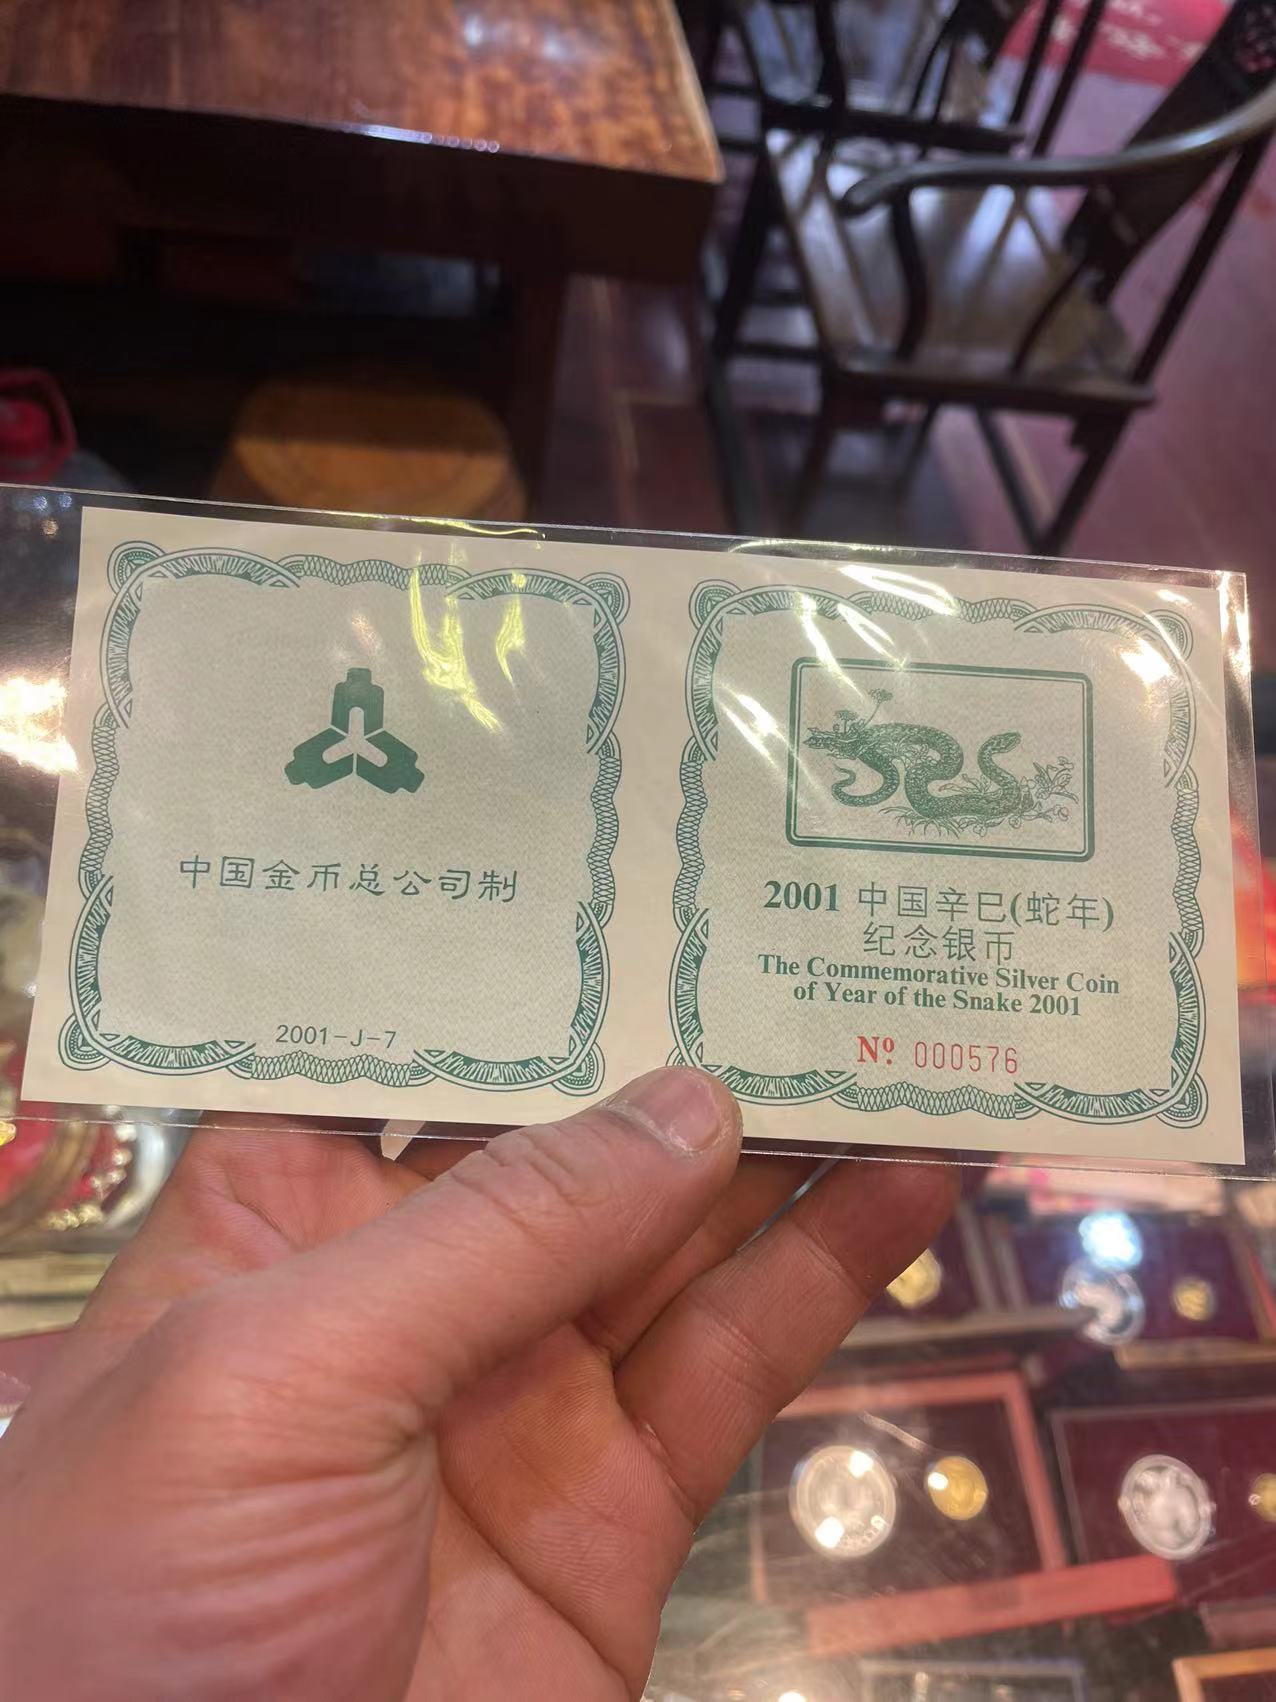 中国金币总公司制
2001-J-7
2001 中国辛巳(蛇年)
纪念银币
The Commemorative Silver Coin
of Year of the Snake 2001
Nº 000576